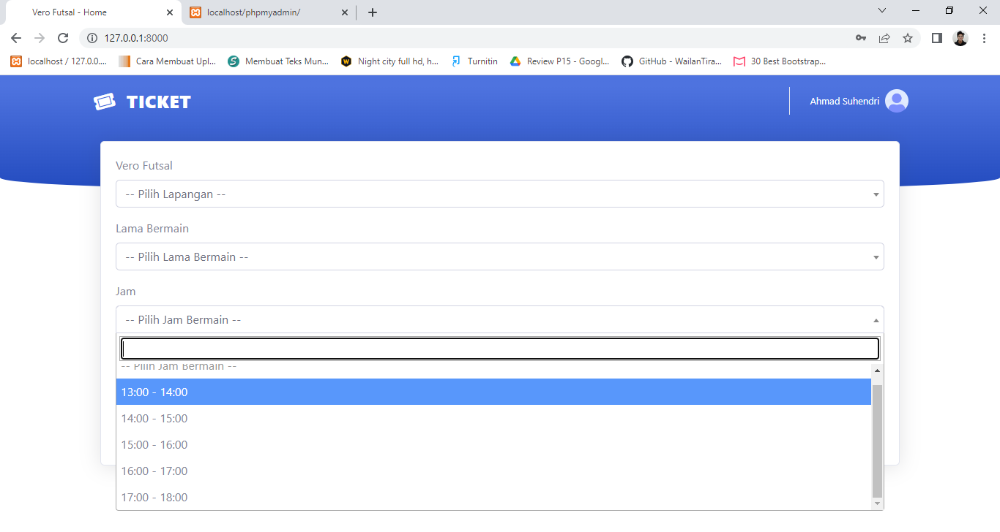 Vero Futsal - Home
localhost/phpmyadmin/
127.0.0.1:8000
localhost / 127.0.0....
Cara Membuat Upl...
Membuat Teks Mun...
Night city full hd, h...
Turnitin
Review P15 - Googl...
GitHub - WailanTira...
30 Best Bootstrap...
TICKET
Ahmad Suhendri
Vero Futsal
-- Pilih Lapangan --
Lama Bermain
-- Pilih Lama Bermain --
Jam
-- Pilih Jam Bermain --
-- Pilih Jam Bermain --
13:00 - 14:00
14:00 - 15:00
15:00 - 16:00
16:00 - 17:00
17:00 - 18:00